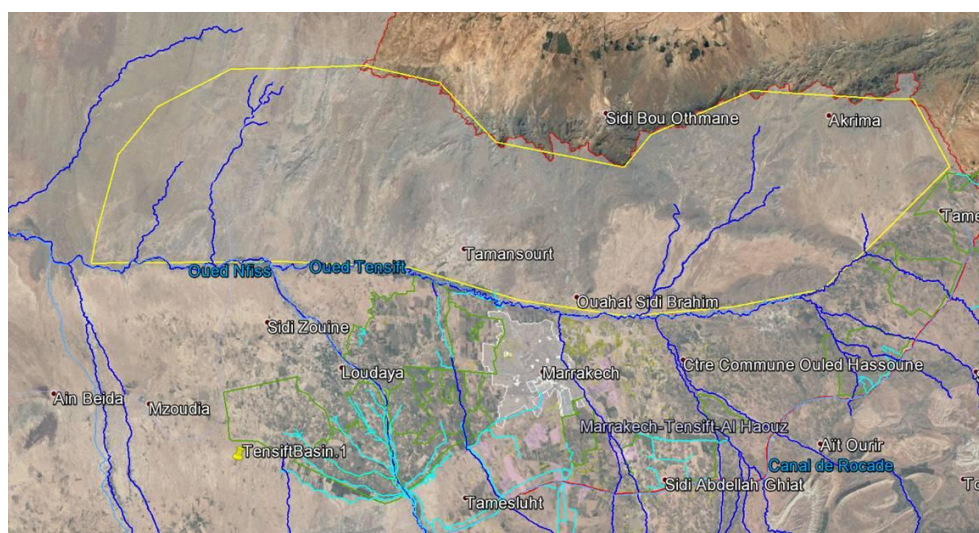 Sidi Bou Othmane
Akrima
Tame
Tamansourt
Oued Nfiss
Oued Tensift
Ouahat Sidi Brahim
Sidi Zouine
Loudaya
Marrakech
Ctre Commune Ouled Hassoune
Ain Beida
Mzoudia
Marrakech-Tensift-Al Haouz
TensiftBasin.1
Aït Ourir
Canal de Rocade
Tamesluht
Sidi Abdellah Ghiat
To